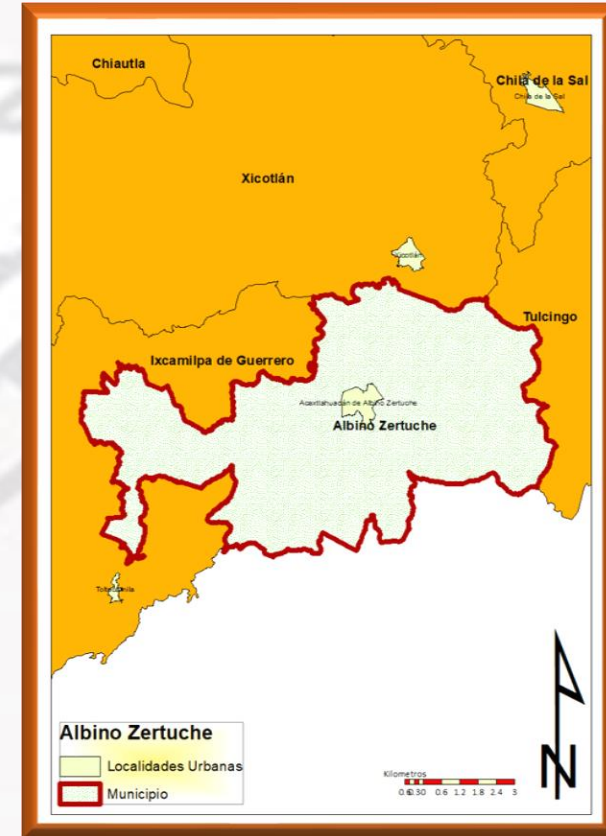 Chiautla
Chila de la Sal
Chila de la Sal
Xicotlán
Xicotlán
Tulcingo
Ixcamilpa de Guerrero
Acaxtlahuacán de Albino Zertuche
Albino Zertuche
Albino Zertuche
Localidades Urbanas
Municipio
Kilometros
0.6 1.2 1.8 2.4 3
N